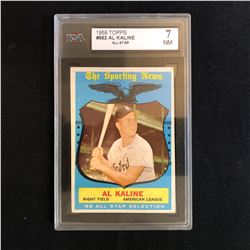 KSA
1959 TOPPS
#562 AL KALINE
ALL-STAR
7
NM
The Sporting News
AL KALINE
RIGHT FIELD AMERICAN LEAGUE
'59 ALL STAR SELECTION